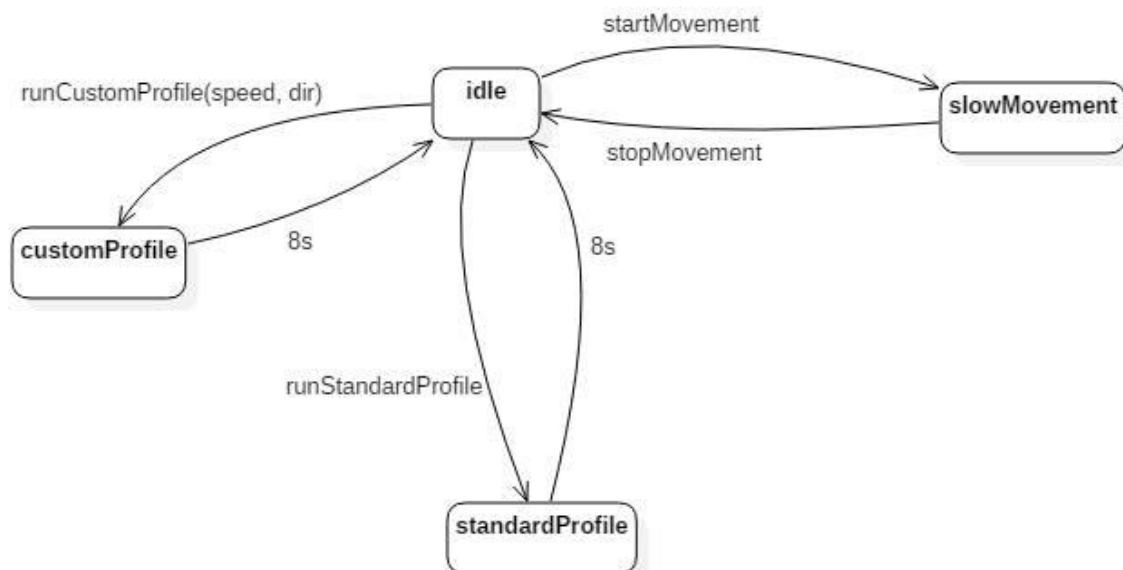 startMovement
runCustomProfile(speed, dir)
idle
slowMovement
stopMovement
customProfile
8s
8s
runStandardProfile
standardProfile